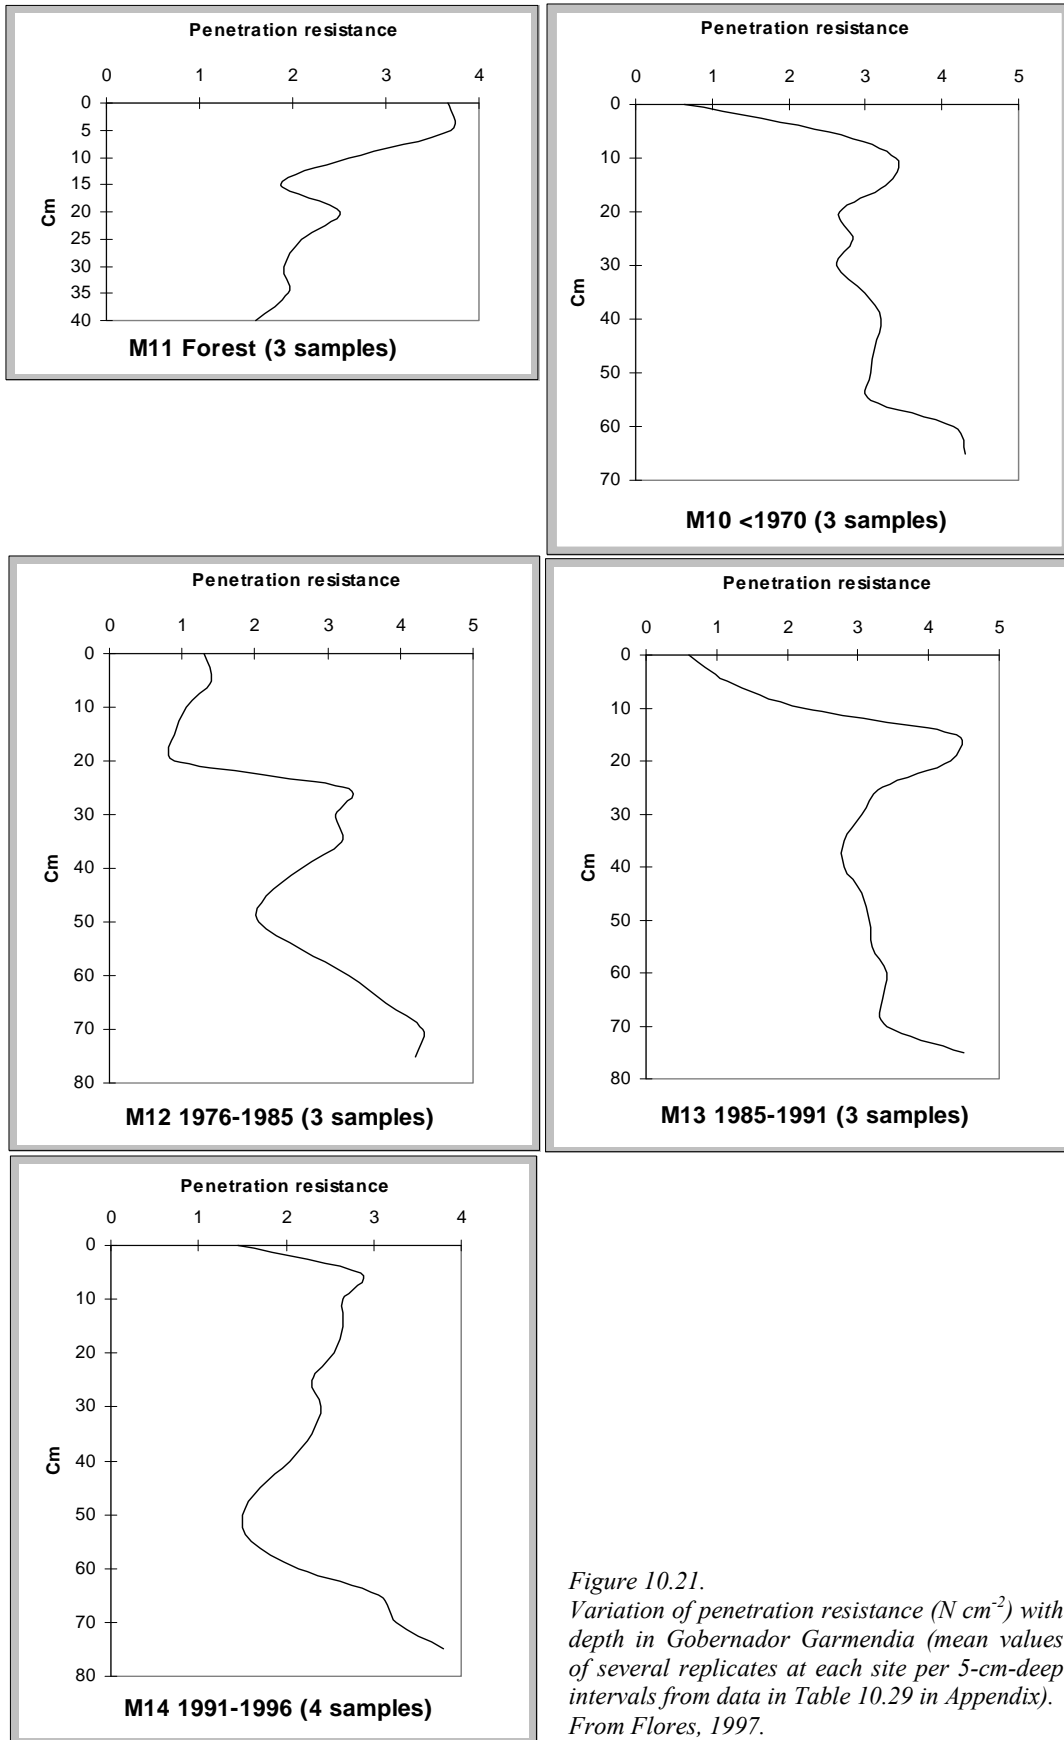 Penetration resistance
0 1 2 3 4
0
5
10
15
20
25
30
35
40
Cm
M11 Forest (3 samples)
Penetration resistance
0 1 2 3 4 5
0
10
20
30
40
50
60
70
Cm
M10 <1970 (3 samples)
Penetration resistance
0 1 2 3 4 5
0
10
20
30
40
50
60
70
80
Cm
M12 1976-1985 (3 samples)
Penetration resistance
0 1 2 3 4 5
0
10
20
30
40
50
60
70
80
Cm
M13 1985-1991 (3 samples)
Penetration resistance
0 1 2 3 4
0
10
20
30
40
50
60
70
80
Cm
M14 1991-1996 (4 samples)
Figure 10.21.
Variation of penetration resistance (N cm⁻²) with
depth in Gobernador Garmendia (mean values
of several replicates at each site per 5-cm-deep
intervals from data in Table 10.29 in Appendix).
From Flores, 1997.